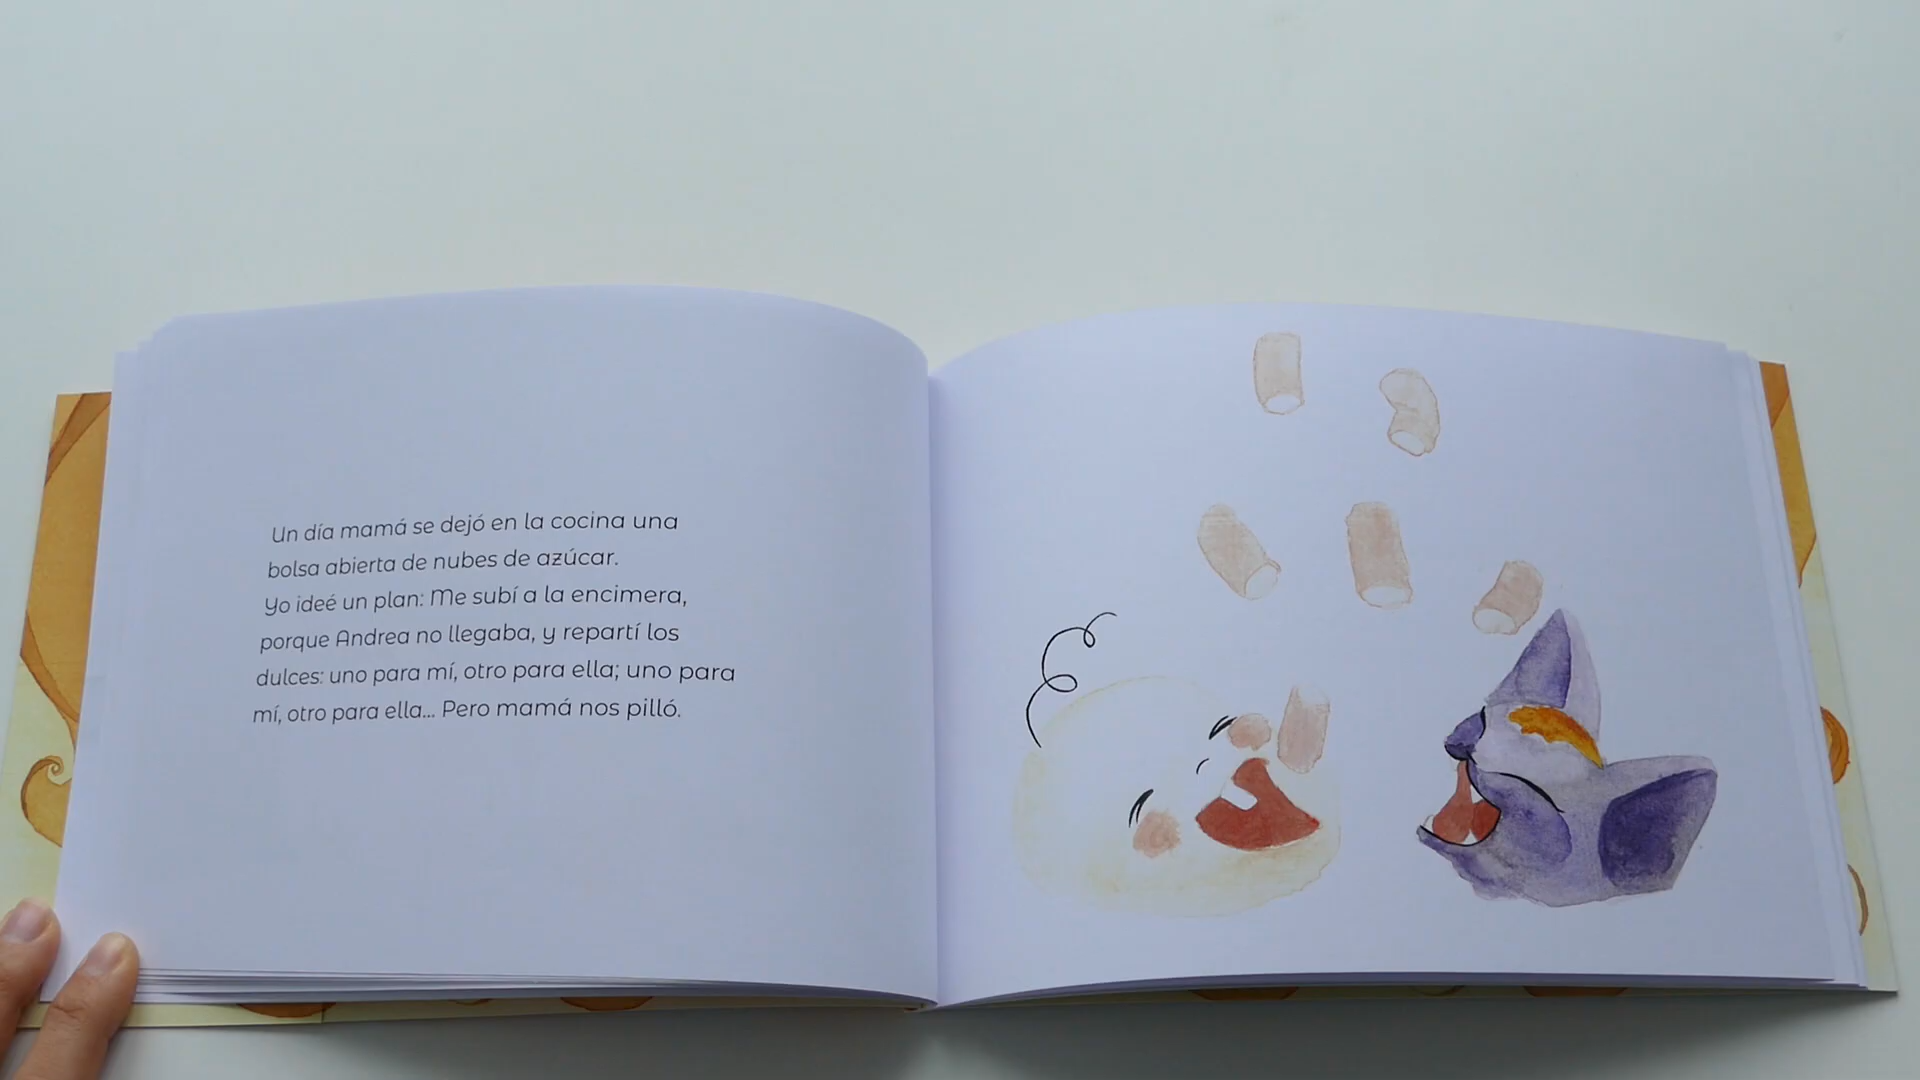 Un día mamá se dejó en la cocina una
bolsa abierta de nubes de azúcar.
Yo ideé un plan: Me subí a la encimera,
porque Andrea no llegaba, y repartí los
dulces: uno para mí, otro para ella; uno para
mí, otro para ella... Pero mamá nos pilló.